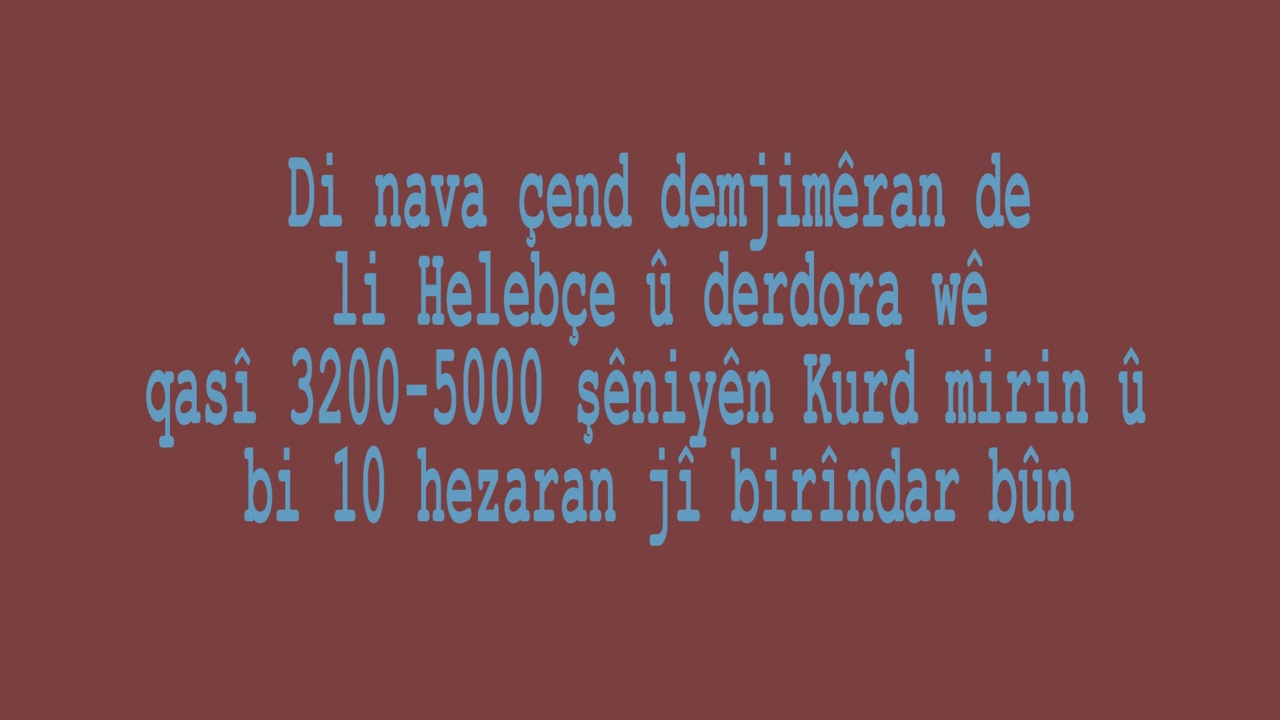 Di nava çend demjimêran de
li Helebçe û derdora wê
qasî 3200-5000 şêniyên Kurd mirin û
bi 10 hezaran jî birîndar bûn